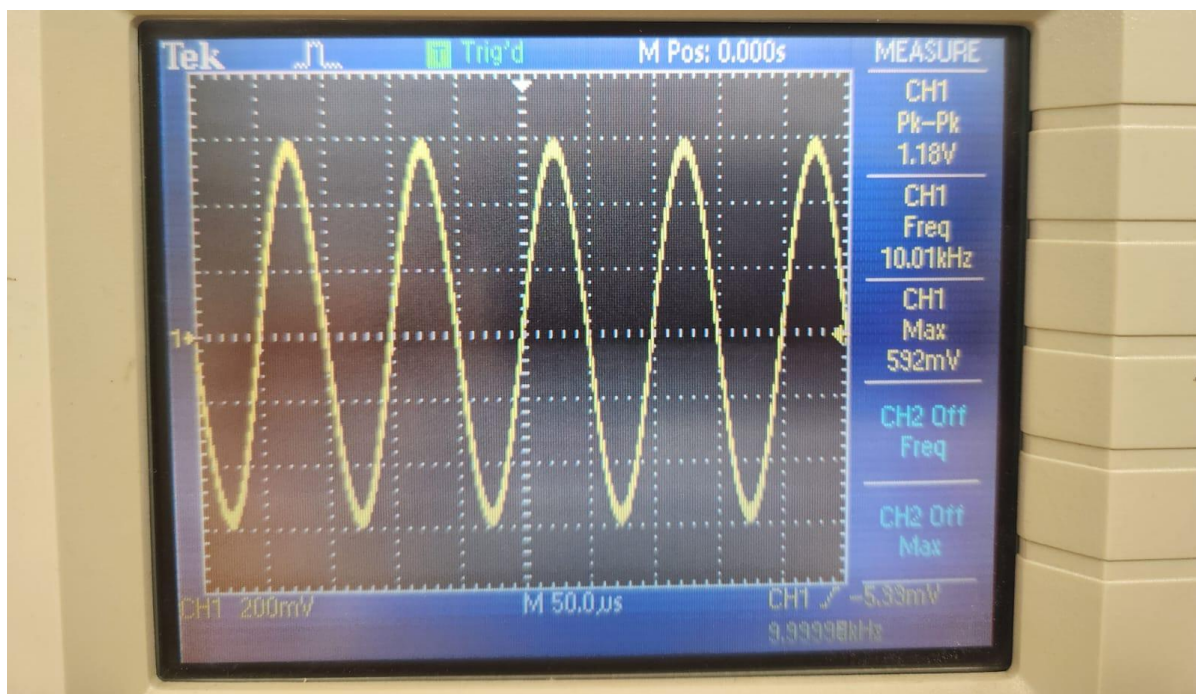 Tek Trig'd M Pos: 0.000s MEASURE
CH1
Pk-Pk
1.18V
CH1
Freq
10.01kHz
CH1
Max
592mV
CH2 Off
Freq
CH2 Off
Max
1
CH1 200mV M 50.0µs CH1 -5.33mV